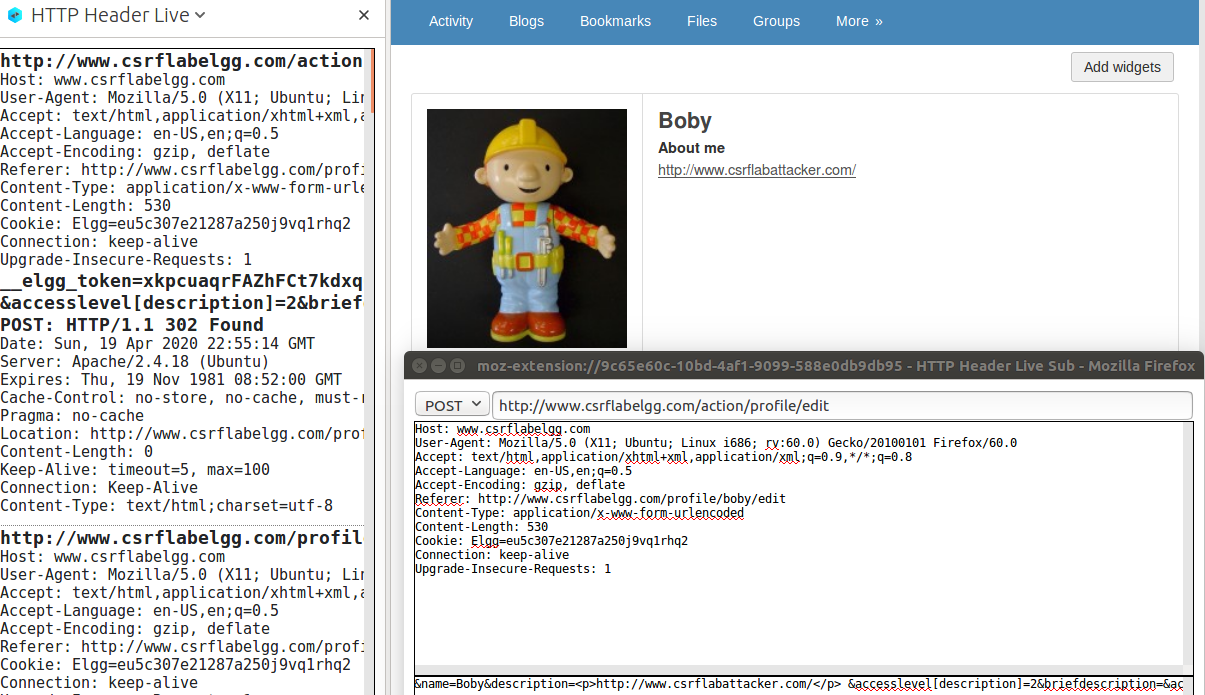 HTTP Header Live
http://www.csrflabelgg.com/action
Host: www.csrflabelgg.com
User-Agent: Mozilla/5.0 (X11; Ubuntu; Lin
Accept: text/html,application/xhtml+xml,a
Accept-Language: en-US,en;q=0.5
Accept-Encoding: gzip, deflate
Referer: http://www.csrflabelgg.com/profi
Content-Type: application/x-www-form-urle
Content-Length: 530
Cookie: Elgg=eu5c307e21287a250j9vq1rhq2
Connection: keep-alive
Upgrade-Insecure-Requests: 1
__elgg_token=xkpcuaqrFAZhFCt7kdxq
&accesslevel[description]=2&brief
POST: HTTP/1.1 302 Found
Date: Sun, 19 Apr 2020 22:55:14 GMT
Server: Apache/2.4.18 (Ubuntu)
Expires: Thu, 19 Nov 1981 08:52:00 GMT
Cache-Control: no-store, no-cache, must-r
Pragma: no-cache
Location: http://www.csrflabelgg.com/prof
Content-Length: 0
Keep-Alive: timeout=5, max=100
Connection: Keep-Alive
Content-Type: text/html;charset=utf-8
http://www.csrflabelgg.com/profil
Host: www.csrflabelgg.com
User-Agent: Mozilla/5.0 (X11; Ubuntu; Lin
Accept: text/html,application/xhtml+xml,a
Accept-Language: en-US,en;q=0.5
Accept-Encoding: gzip, deflate
Referer: http://www.csrflabelgg.com/profi
Cookie: Elgg=eu5c307e21287a250j9vq1rhq2
Connection: keep-alive
Activity Blogs Bookmarks Files Groups More »
Add widgets
Boby
About me
http://www.csrflabattacker.com/
moz-extension://9c65e60c-10bd-4af1-9099-588e0db9db95 - HTTP Header Live Sub - Mozilla Firefox
POST http://www.csrflabelgg.com/action/profile/edit
Host: www.csrflabelgg.com
User-Agent: Mozilla/5.0 (X11; Ubuntu; Linux i686; rv:60.0) Gecko/20100101 Firefox/60.0
Accept: text/html,application/xhtml+xml,application/xml;q=0.9,*/*;q=0.8
Accept-Language: en-US,en;q=0.5
Accept-Encoding: gzip, deflate
Referer: http://www.csrflabelgg.com/profile/boby/edit
Content-Type: application/x-www-form-urlencoded
Content-Length: 530
Cookie: Elgg=eu5c307e21287a250j9vq1rhq2
Connection: keep-alive
Upgrade-Insecure-Requests: 1
&name=Boby&description=<p>http://www.csrflabattacker.com/</p> &accesslevel[description]=2&briefdescription=&ac